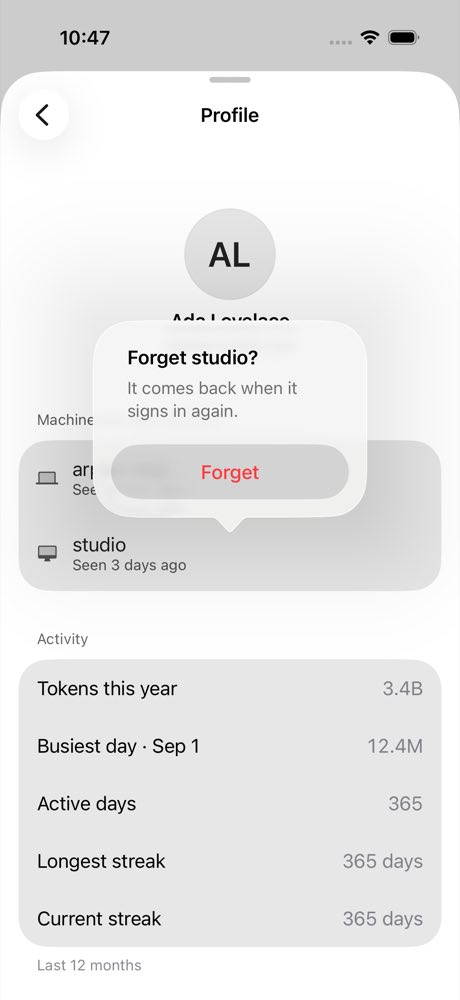 10:47
Profile
AL
Ada Lovelace
Forget studio?
It comes back when it
signs in again.
Forget
studio
Seen 3 days ago
Activity
Tokens this year 3.4B
Busiest day · Sep 1 12.4M
Active days 365
Longest streak 365 days
Current streak 365 days
Last 12 months